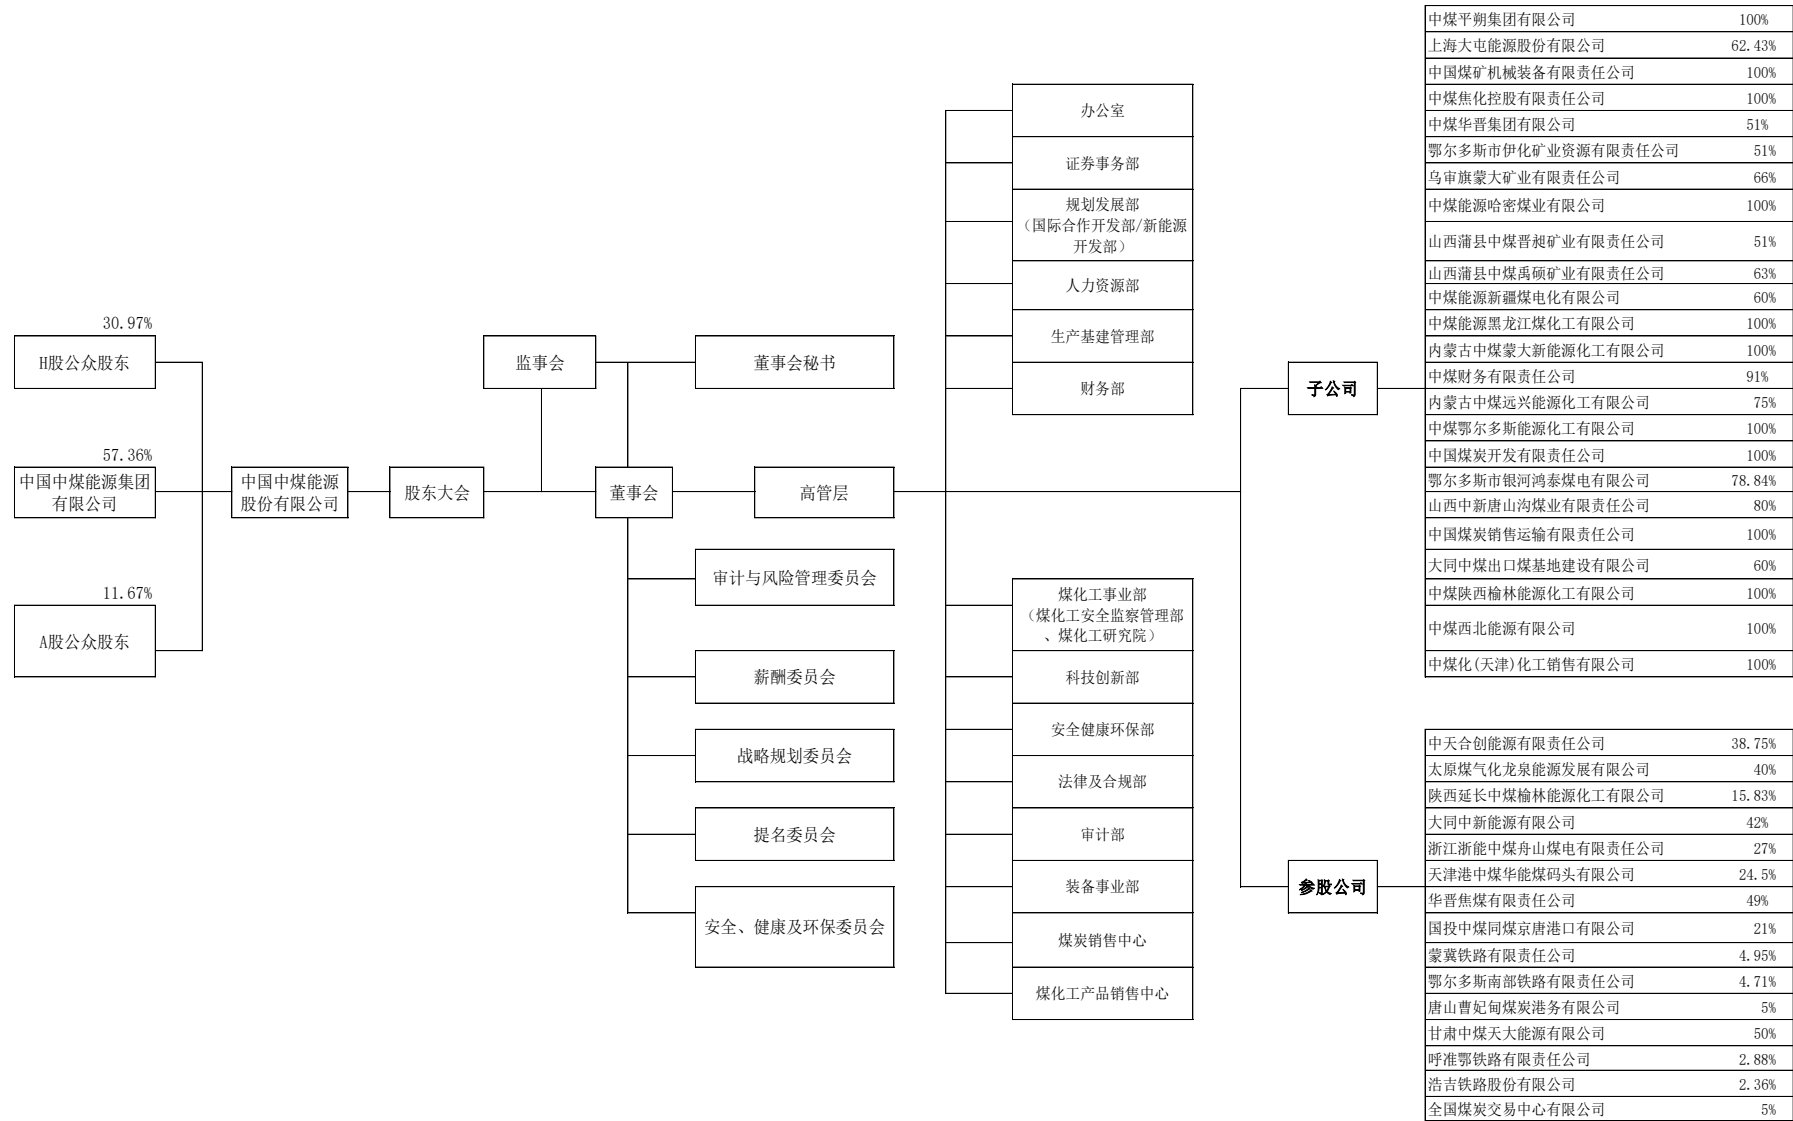 30.97%
H股公众股东
57.36%
中国中煤能源集团
有限公司
11.67%
A股公众股东
中国中煤能源
股份有限公司
股东大会
监事会
董事会
董事会秘书
高管层
审计与风险管理委员会
薪酬委员会
战略规划委员会
提名委员会
安全、健康及环保委员会
办公室
证券事务部
规划发展部
（国际合作开发部/新能源
开发部）
人力资源部
生产基建管理部
财务部
煤化工事业部
（煤化工安全监察管理部
、煤化工研究院）
科技创新部
安全健康环保部
法律及合规部
审计部
装备事业部
煤炭销售中心
煤化工产品销售中心
子公司
中煤平朔集团有限公司 100%
上海大屯能源股份有限公司 62.43%
中国煤矿机械装备有限责任公司 100%
中煤焦化控股有限责任公司 100%
中煤华晋集团有限公司 51%
鄂尔多斯市伊化矿业资源有限责任公司 51%
乌审旗蒙大矿业有限责任公司 66%
中煤能源哈密煤业有限公司 100%
山西蒲县中煤晋昶矿业有限责任公司 51%
山西蒲县中煤禹硕矿业有限责任公司 63%
中煤能源新疆煤电化有限公司 60%
中煤能源黑龙江煤化工有限公司 100%
内蒙古中煤蒙大新能源化工有限公司 100%
中煤财务有限责任公司 91%
内蒙古中煤远兴能源化工有限公司 75%
中煤鄂尔多斯能源化工有限公司 100%
中国煤炭开发有限责任公司 100%
鄂尔多斯市银河鸿泰煤电有限公司 78.84%
山西中新唐山沟煤业有限责任公司 80%
中国煤炭销售运输有限责任公司 100%
大同中煤出口煤基地建设有限公司 60%
中煤陕西榆林能源化工有限公司 100%
中煤西北能源有限公司 100%
中煤化(天津)化工销售有限公司 100%
参股公司
中天合创能源有限责任公司 38.75%
太原煤气化龙泉能源发展有限公司 40%
陕西延长中煤榆林能源化工有限公司 15.83%
大同中新能源有限公司 42%
浙江浙能中煤舟山煤电有限责任公司 27%
天津港中煤华能煤码头有限公司 24.5%
华晋焦煤有限责任公司 49%
国投中煤同煤京唐港口有限公司 21%
蒙冀铁路有限责任公司 4.95%
鄂尔多斯南部铁路有限责任公司 4.71%
唐山曹妃甸煤炭港务有限公司 5%
甘肃中煤天大能源有限公司 50%
呼准鄂铁路有限责任公司 2.88%
浩吉铁路股份有限公司 2.36%
全国煤炭交易中心有限公司 5%